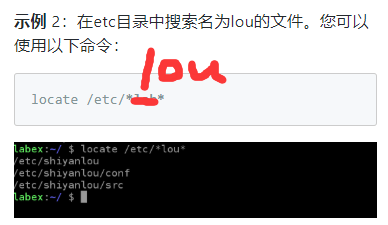 示例 2：在etc目录中搜索名为lou的文件。您可以
使用以下命令：
lou
locate /etc/*lab*
labex:~/ $ locate /etc/*lou*
/etc/shiyanlou
/etc/shiyanlou/conf
/etc/shiyanlou/src
labex:~/ $